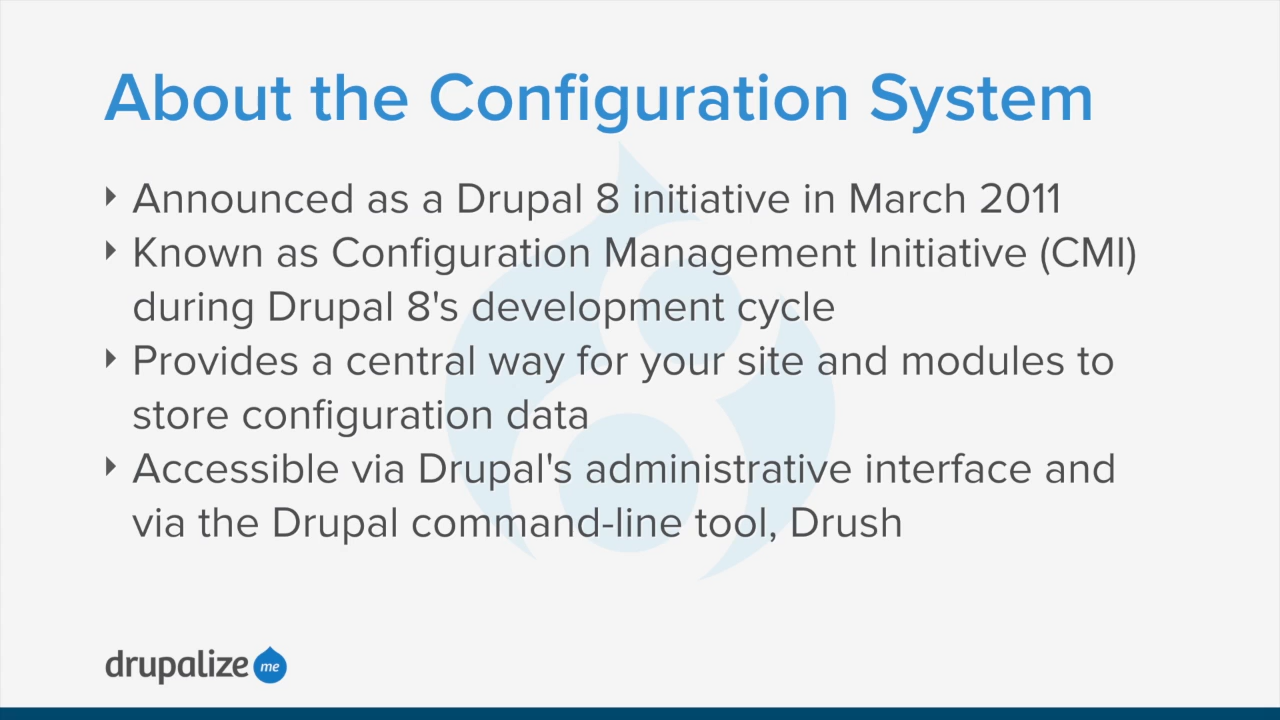 About the Configuration System
Announced as a Drupal 8 initiative in March 2011
Known as Configuration Management Initiative (CMI)
during Drupal 8's development cycle
Provides a central way for your site and modules to
store configuration data
Accessible via Drupal's administrative interface and
via the Drupal command-line tool, Drush
drupalize me